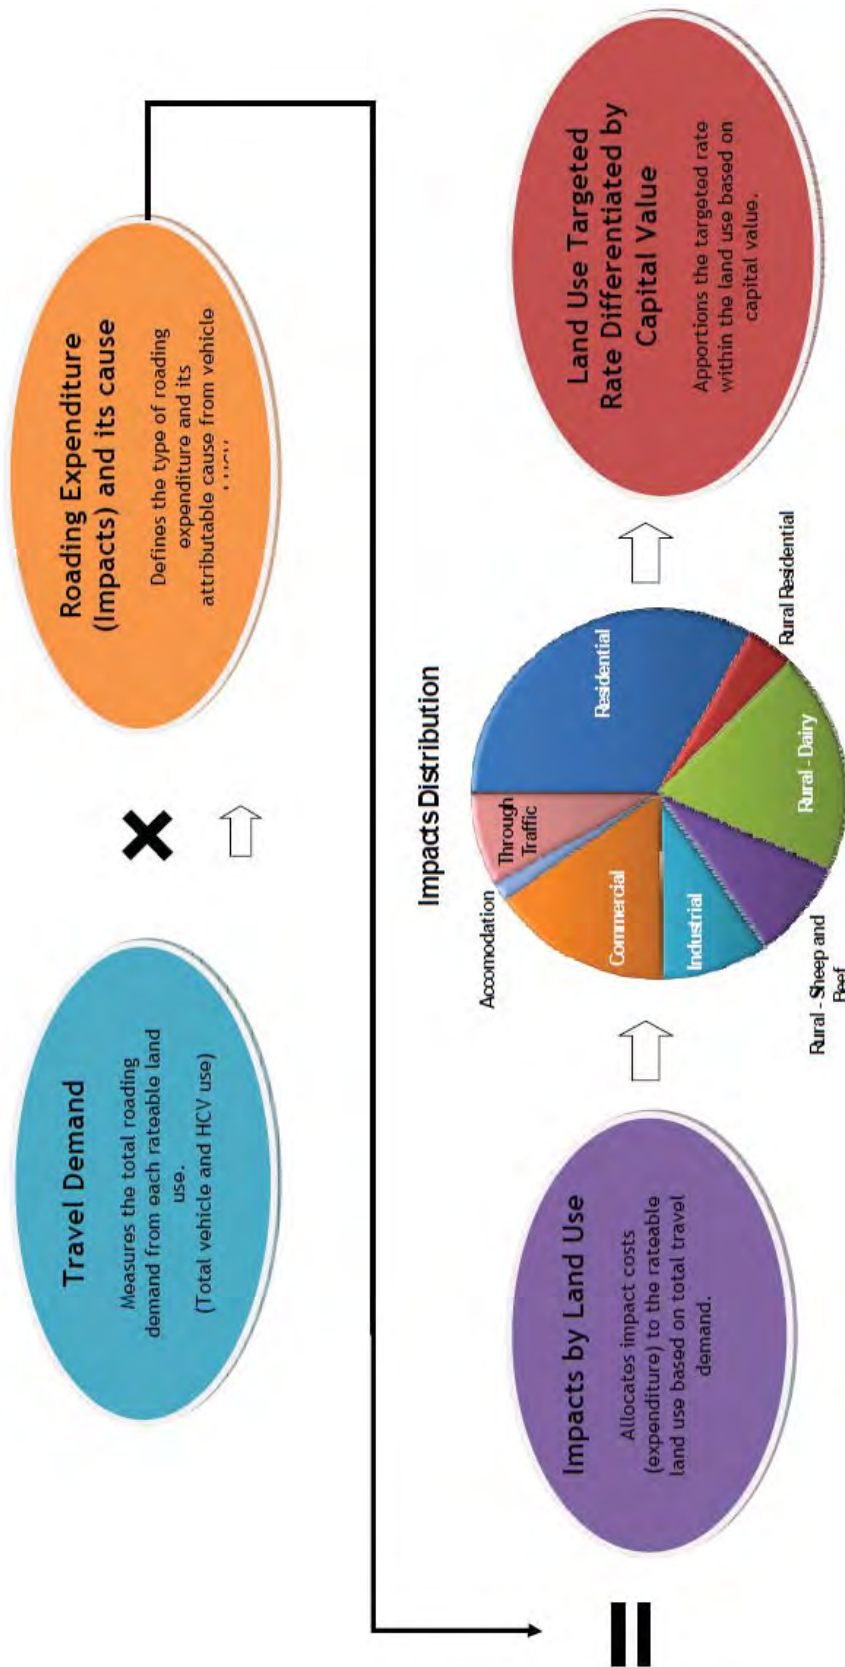 Travel Demand
Measures the total roading
demand from each rateable land
use.
(Total vehicle and HCV use)
Roading Expenditure
(Impacts) and its cause
Defines the type of roading
expenditure and its
attributable cause from vehicle
Impacts by Land Use
Allocates impact costs
(expenditure) to the rateable
land use based on total travel
demand.
Impacts Distribution
Accomodation
Through
Traffic
Residential
Commercial
Industrial
Rural - Sheep and
Beef
Rural - Dairy
Rural Residential
Land Use Targeted
Rate Differentiated by
Capital Value
Apportions the targeted rate
within the land use based on
capital value.